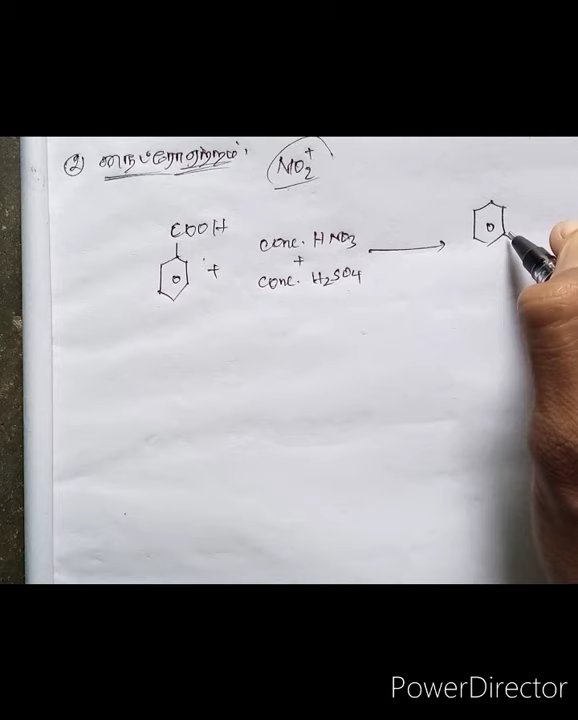 ② நைட்ரோஏற்றம், NO₂⁺
COOH
+ conc. HNO₃
+
conc. H₂SO₄
PowerDirector